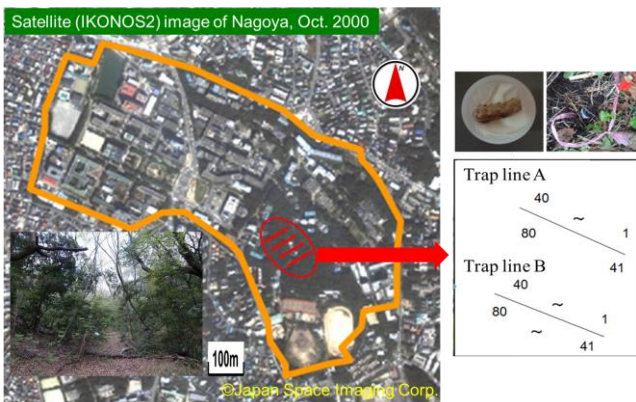 Satellite (IKONOS2) image of Nagoya, Oct. 2000
N
100m
©Japan Space Imaging Corp.
Trap line A
40
~
80
1
41
Trap line B
40
~
80
1
~
41